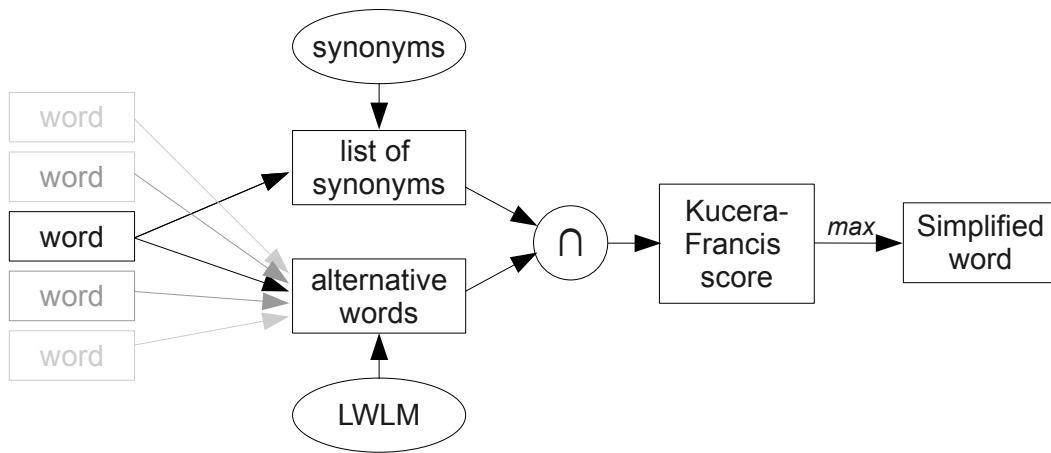 synonyms
word
word
word
word
word
list of
synonyms
alternative
words
LWLM
∩
Kucera-
Francis
score
max
Simplified
word